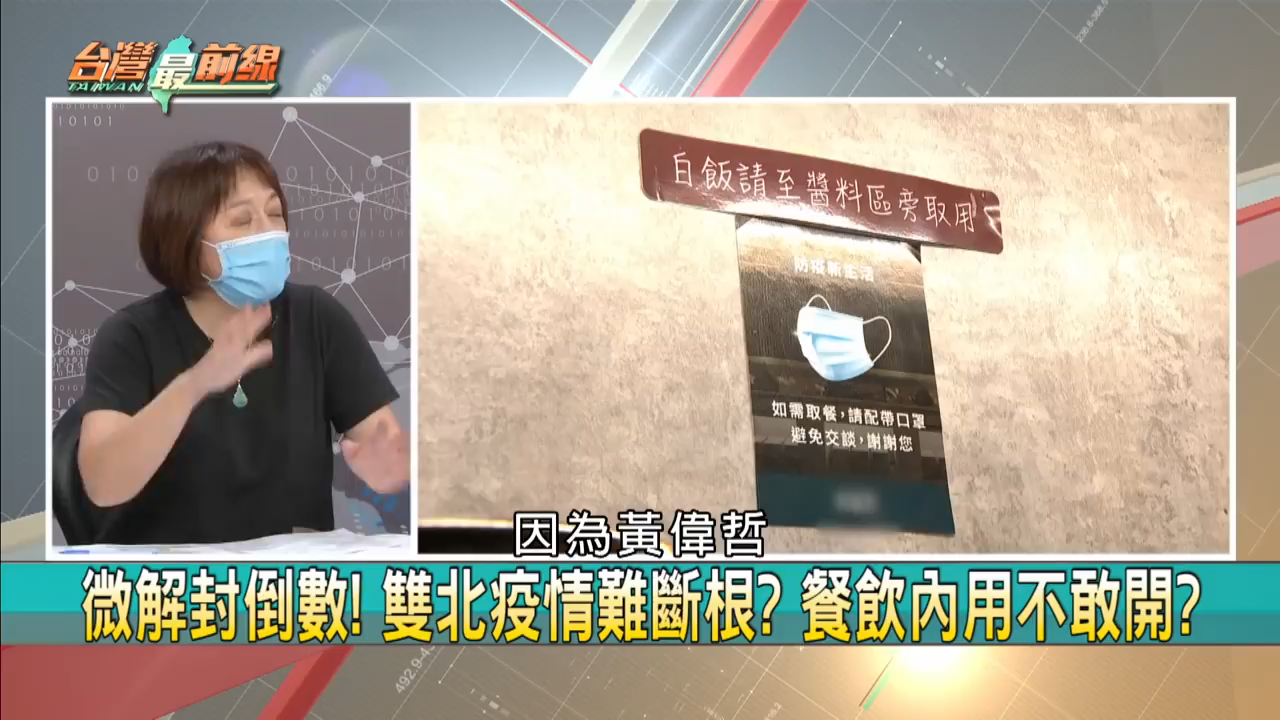 台灣最前線
TAIWAN
10101
白飯請至醬料區旁取用
防疫新生活
如需取餐,請配帶口罩
避免交談,謝謝您
因為黃偉哲
微解封倒數! 雙北疫情難斷根? 餐飲內用不敢開?